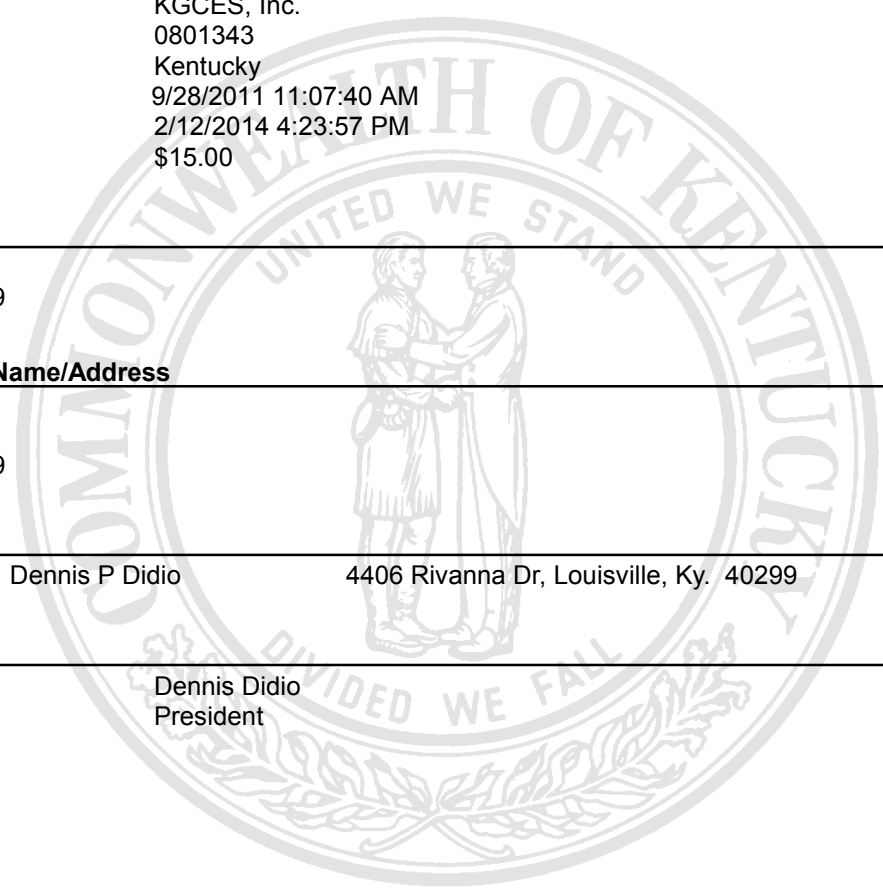 KGCES, Inc.
0801343
Kentucky
9/28/2011 11:07:40 AM
2/12/2014 4:23:57 PM
$15.00
COMMONWEALTH OF KENTUCKY
UNITED WE STAND
9
Name/Address
9
Dennis P Didio 4406 Rivanna Dr, Louisville, Ky. 40299
DIVIDED WE FALL
Dennis Didio
President